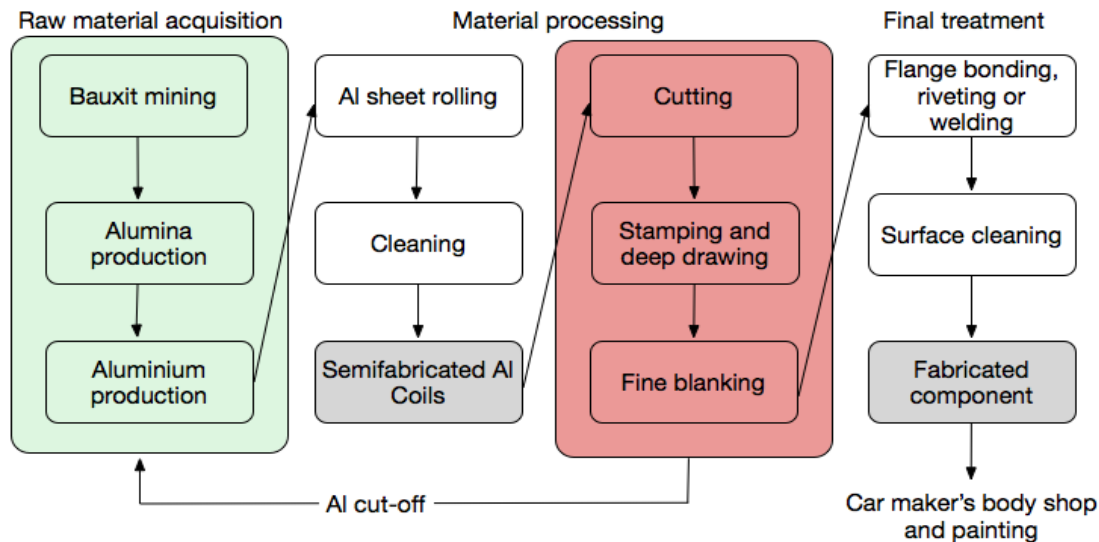 Raw material acquisition
Material processing
Final treatment
Bauxit mining
Alumina
production
Aluminium
production
Al sheet rolling
Cleaning
Semifabricated Al
Coils
Cutting
Stamping and
deep drawing
Fine blanking
Flange bonding,
riveting or
welding
Surface cleaning
Fabricated
component
Al cut-off
Car maker's body shop
and painting